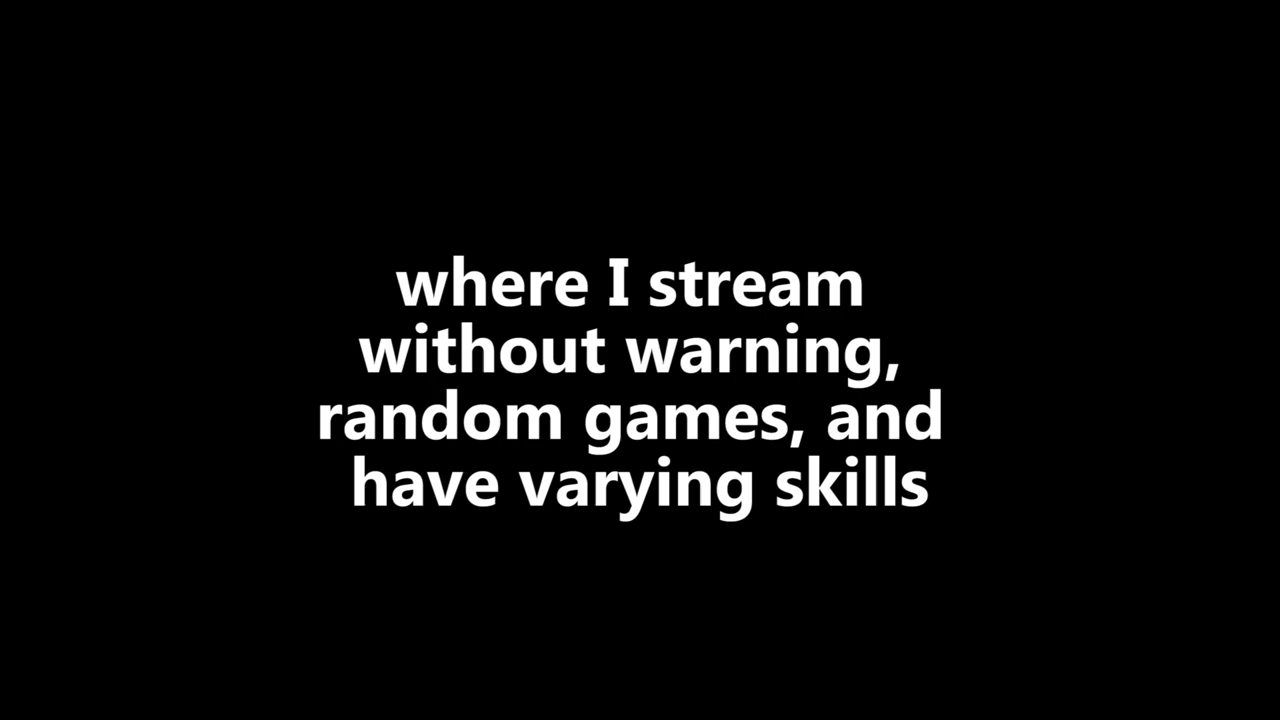 where I stream
without warning,
random games, and
have varying skills